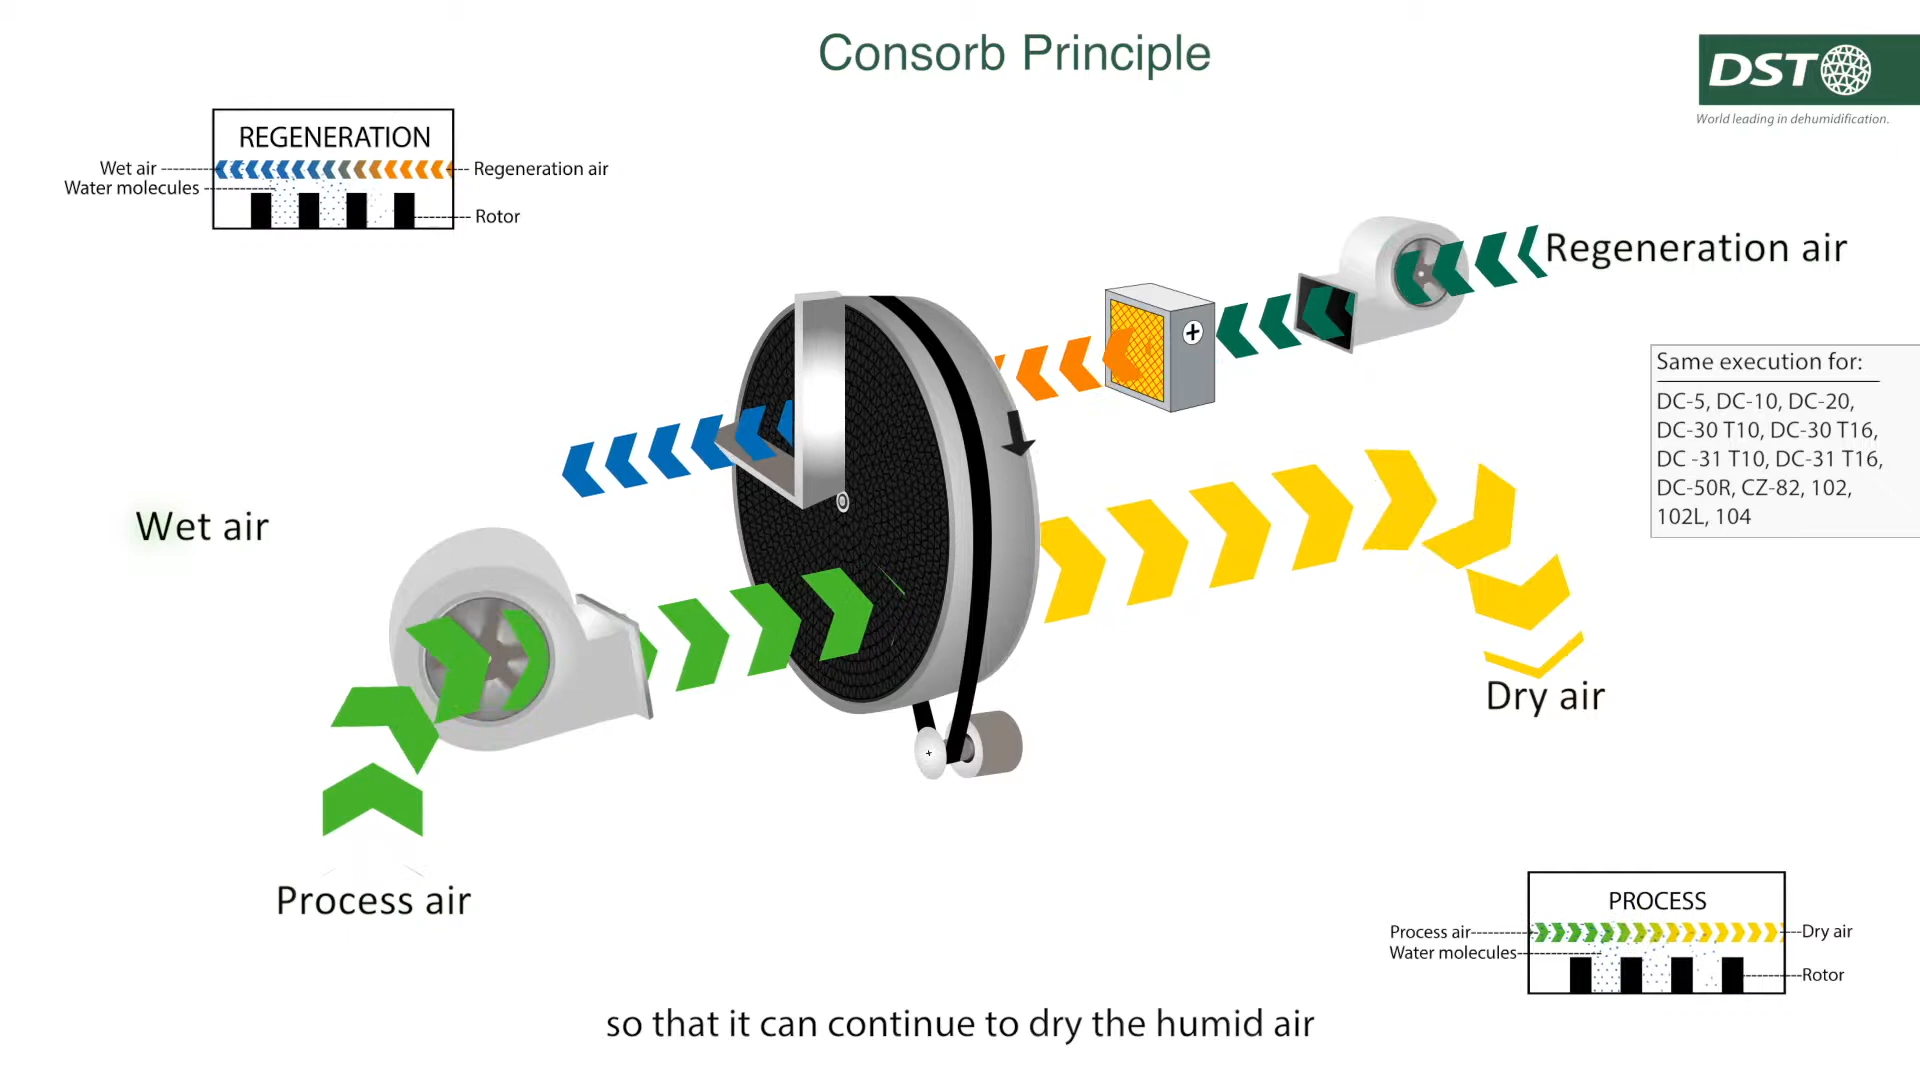 Consorb Principle
DST
World leading in dehumidification.
REGENERATION
Wet air
Regeneration air
Water molecules
Rotor
Regeneration air
Same execution for:
DC-5, DC-10, DC-20,
DC-30 T10, DC-30 T16,
DC -31 T10, DC-31 T16,
DC-50R, CZ-82, 102,
102L, 104
Wet air
Dry air
Process air
PROCESS
Process air
Dry air
Water molecules
Rotor
so that it can continue to dry the humid air